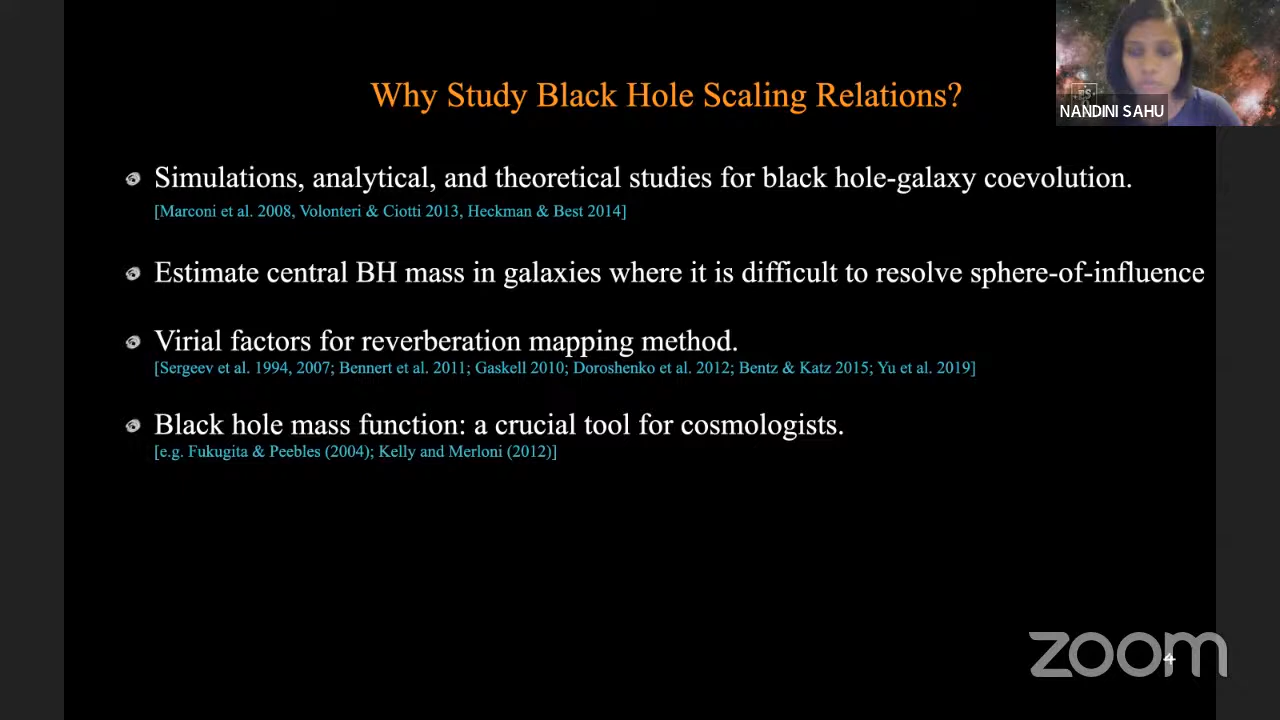 Why Study Black Hole Scaling Relations?
NANDINI SAHU
Simulations, analytical, and theoretical studies for black hole-galaxy coevolution.
[Marconi et al. 2008, Volonteri & Ciotti 2013, Heckman & Best 2014]
Estimate central BH mass in galaxies where it is difficult to resolve sphere-of-influence
Virial factors for reverberation mapping method.
[Sergeev et al. 1994, 2007; Bennert et al. 2011; Gaskell 2010; Doroshenko et al. 2012; Bentz & Katz 2015; Yu et al. 2019]
Black hole mass function: a crucial tool for cosmologists.
[e.g. Fukugita & Peebles (2004); Kelly and Merloni (2012)]
zoom
4